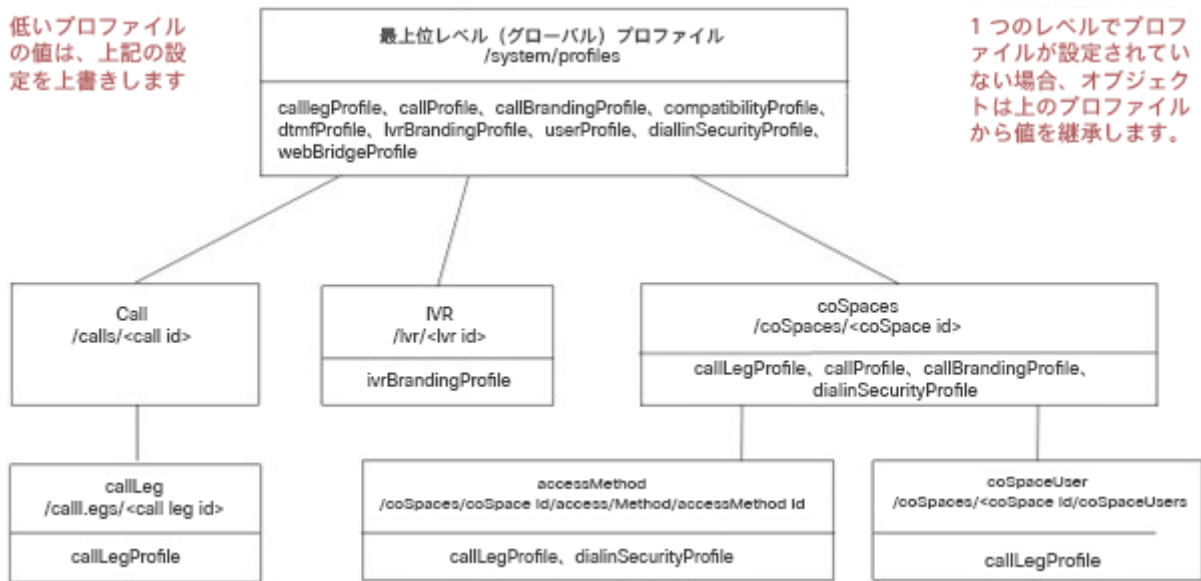 低いプロファイル
の値は、上記の設
定を上書きします
最上位レベル（グローバル）プロファイル
/system/profiles
calllegProfile、callProfile、callBrandingProfile、compatibilityProfile、
dtmfProfile、IvrBrandingProfile、userProfile、diallinSecurityProfile、
webBridgeProfile
1 つのレベルでプロフ
ァイルが設定されてい
ない場合、オブジェク
トは上のプロファイル
から値を継承します。
Call
/calls/<call id>
IVR
/Ivr/<Ivr id>
ivrBrandingProfile
coSpaces
/coSpaces/<coSpace id>
callLegProfile、callProfile、callBrandingProfile、
dialinSecurityProfile
callLeg
/calll.egs/<call leg id>
callLegProfile
accessMethod
/coSpaces/coSpace Id/access/Method/accessMethod Id
callLegProfile、dialinSecurityProfile
coSpaceUser
/coSpaces/<coSpace Id/coSpaceUsers
callLegProfile